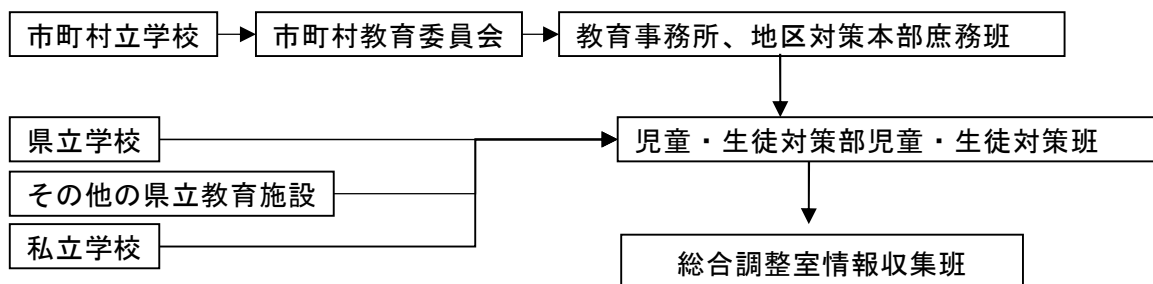 市町村立学校
市町村教育委員会
教育事務所、地区対策本部庶務班
県立学校
児童・生徒対策部児童・生徒対策班
その他の県立教育施設
私立学校
総合調整室情報収集班